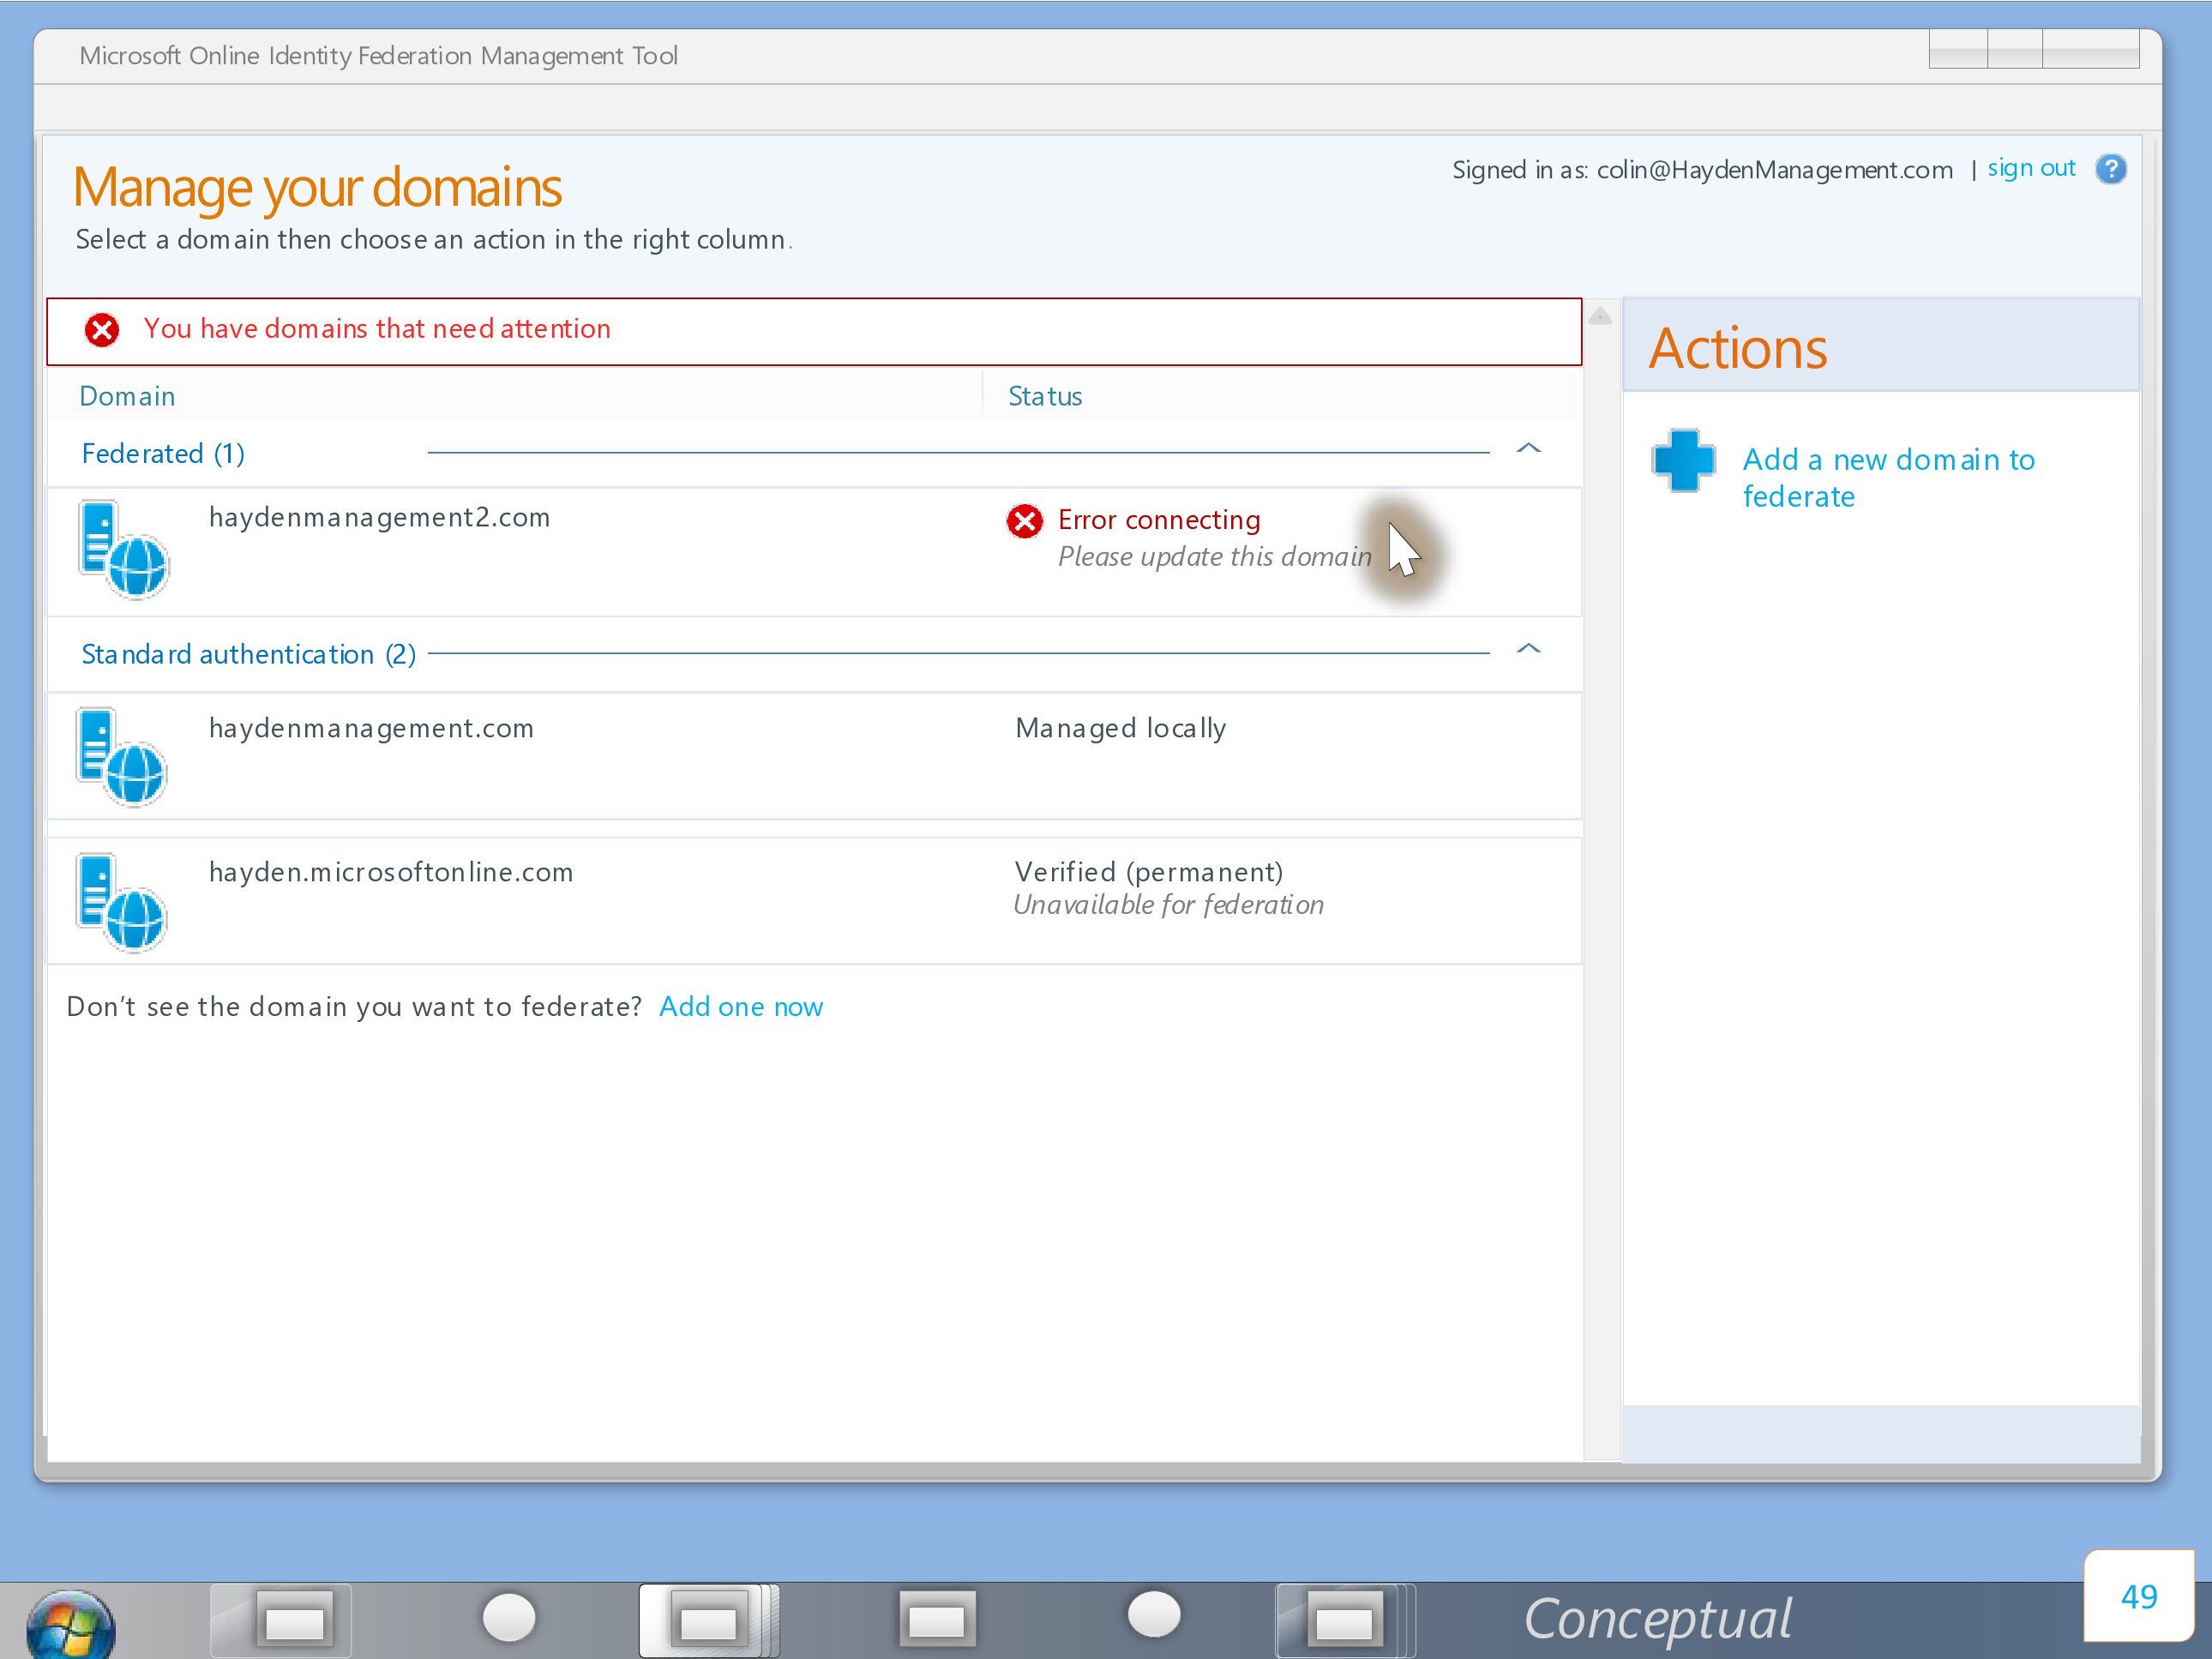 Microsoft Online Identity Federation Management Tool
Manage your domains
Signed in as: colin@HaydenManagement.com | sign out ?
Select a domain then choose an action in the right column.
You have domains that need attention
Actions
Domain Status
Federated (1)
Add a new domain to
federate
haydenmanagement2.com Error connecting
Please update this domain
Standard authentication (2)
haydenmanagement.com Managed locally
hayden.microsoftonline.com Verified (permanent)
Unavailable for federation
Don’t see the domain you want to federate? Add one now
Conceptual
49